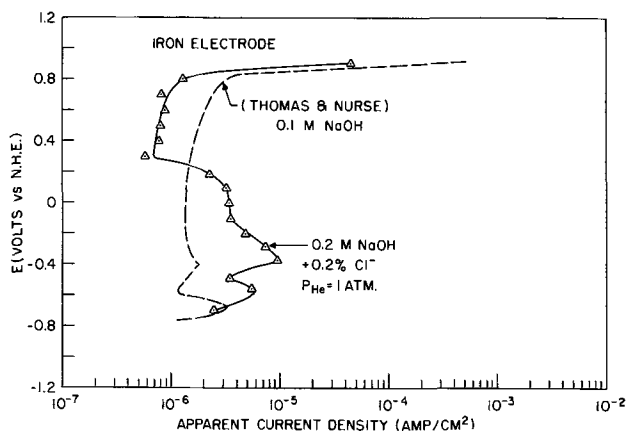 IRON ELECTRODE
E(VOLTS vs N.H.E.)
1.2
0.8
0.4
0
-0.4
-0.8
-1.2
(THOMAS & NURSE)
0.1 M NaOH
0.2 M NaOH
+0.2% Cl⁻
P_He = 1 ATM.
10⁻⁷ 10⁻⁶ 10⁻⁵ 10⁻⁴ 10⁻³ 10⁻²
APPARENT CURRENT DENSITY (AMP/CM²)